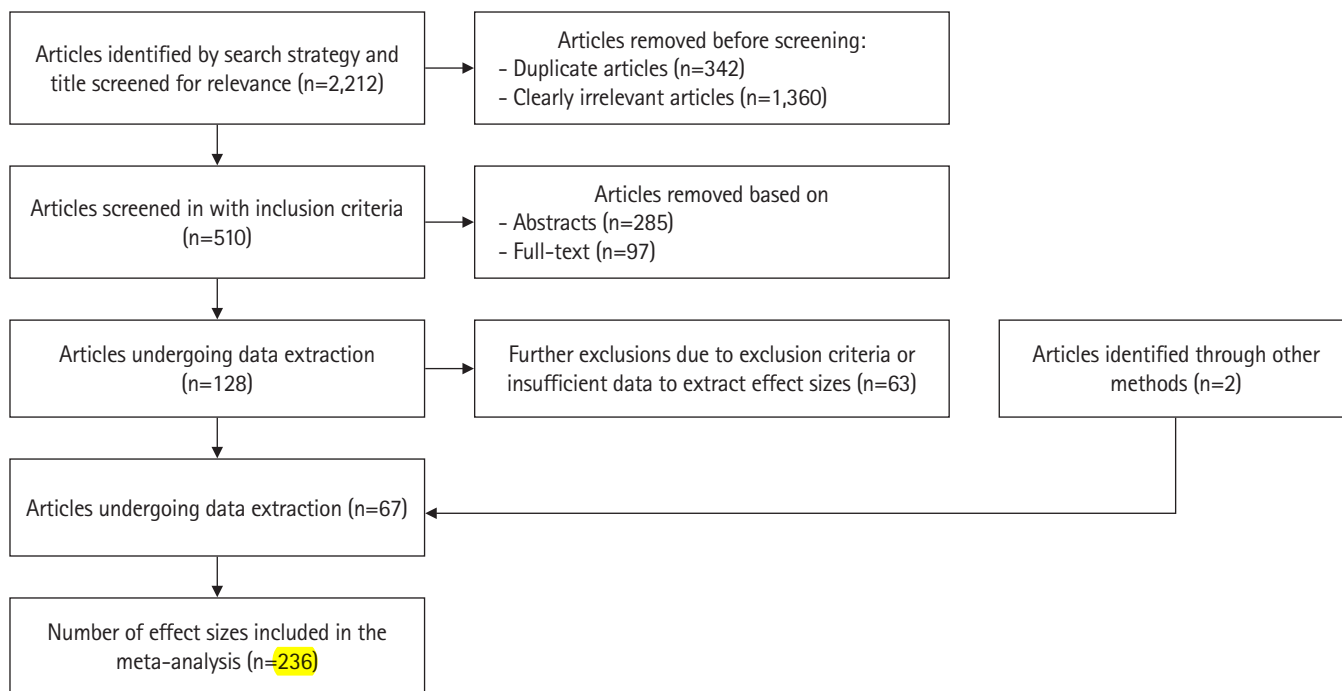 Articles identified by search strategy and
title screened for relevance (n=2,212)
Articles removed before screening:
- Duplicate articles (n=342)
- Clearly irrelevant articles (n=1,360)
Articles screened in with inclusion criteria
(n=510)
Articles removed based on
- Abstracts (n=285)
- Full-text (n=97)
Articles undergoing data extraction
(n=128)
Further exclusions due to exclusion criteria or
insufficient data to extract effect sizes (n=63)
Articles identified through other
methods (n=2)
Articles undergoing data extraction (n=67)
Number of effect sizes included in the
meta-analysis (n=236)